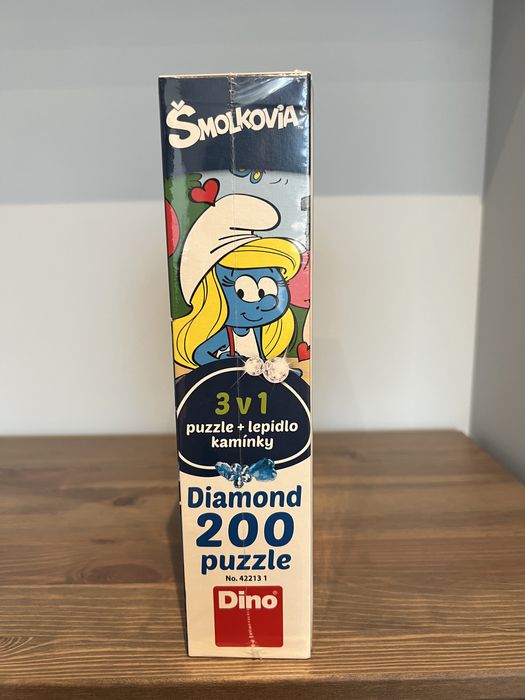 ŠMOLKOVIA
3 v 1
puzzle + lepidlo
kamínky
Diamond
200
puzzle
No. 42213 1
Dino®